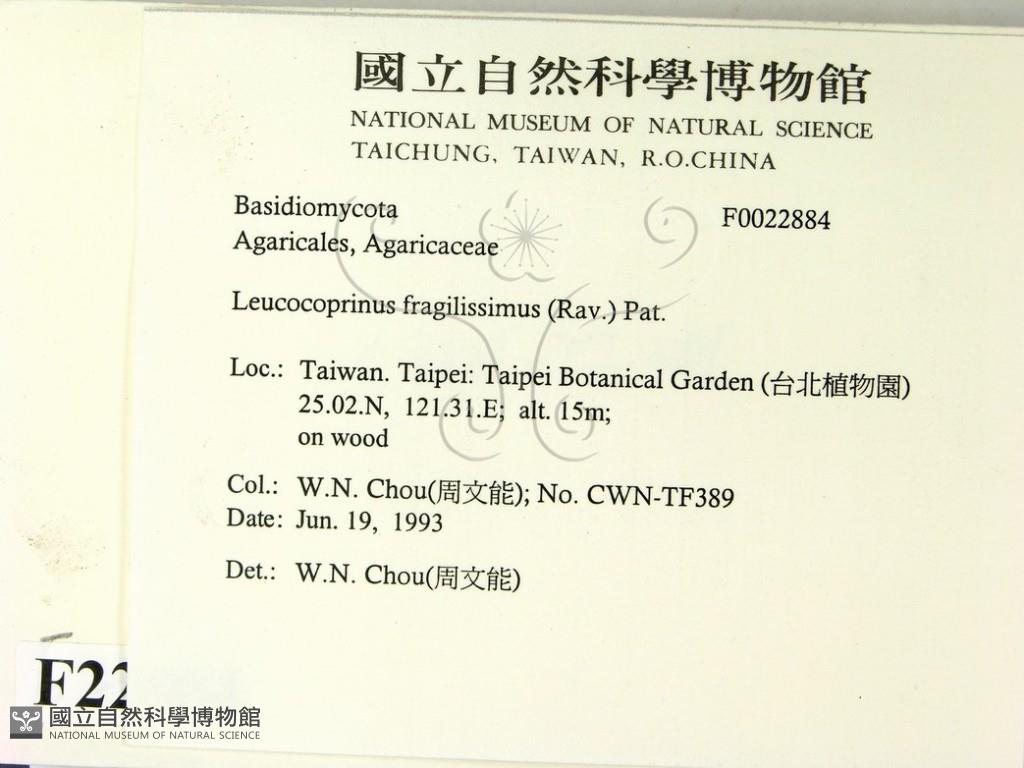 國立自然科學博物館
NATIONAL MUSEUM OF NATURAL SCIENCE
TAICHUNG, TAIWAN, R.O.CHINA
Basidiomycota F0022884
Agaricales, Agaricaceae
Leucocoprinus fragilissimus (Rav.) Pat.
Loc.: Taiwan. Taipei: Taipei Botanical Garden (台北植物園)
25.02.N, 121.31.E; alt. 15m;
on wood
Col.: W.N. Chou(周文能); No. CWN-TF389
Date: Jun. 19, 1993
Det.: W.N. Chou(周文能)
F22
國立自然科學博物館
NATIONAL MUSEUM OF NATURAL SCIENCE